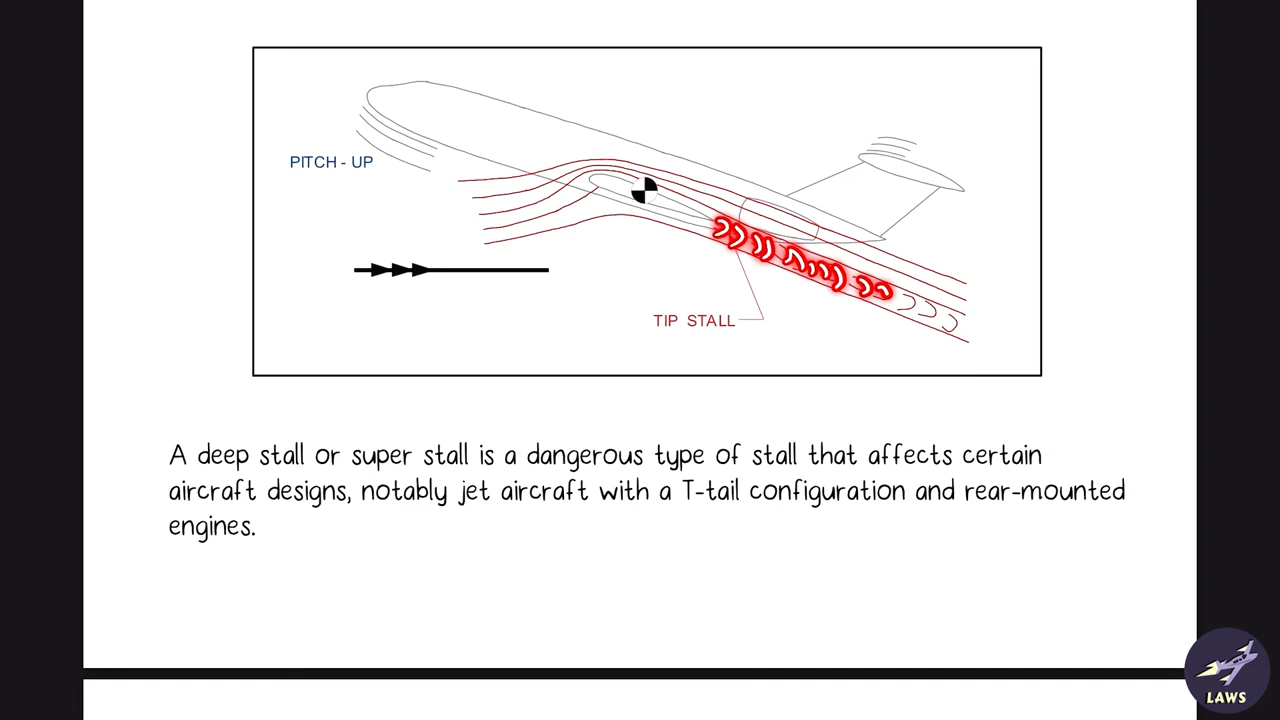 PITCH - UP
TIP STALL
A deep stall or super stall is a dangerous type of stall that affects certain
aircraft designs, notably jet aircraft with a T-tail configuration and rear-mounted
engines.
LAWS